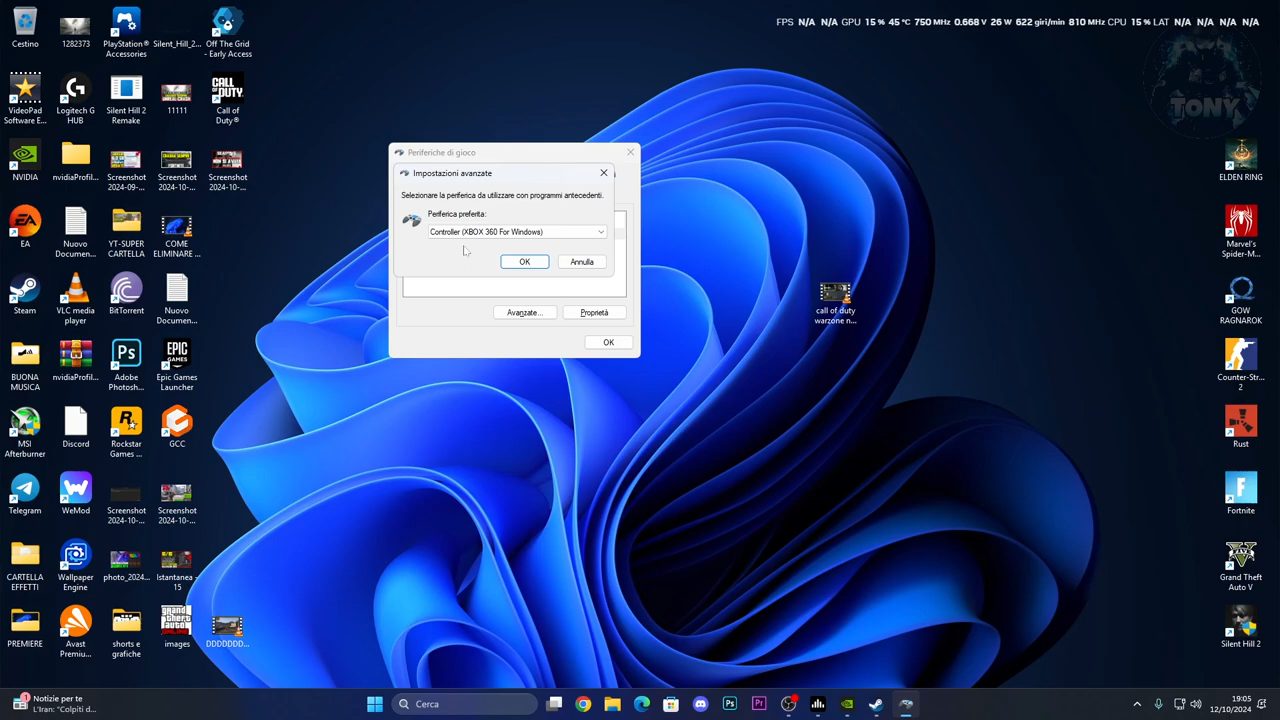 FPS N/A N/A GPU 15 % 45 °C 750 MHz 0.668 V 26 W 622 giri/min 810 MHz CPU 15 % LAT N/A N/A N/A N/A
TONY
Cestino
1282373
PlayStation®
Accessories
Silent_Hill_2...
Off The Grid
- Early Access
VideoPad
Software E...
Logitech G
HUB
Silent Hill 2
Remake
11111
Call of
Duty®
NVIDIA
nvidiaProfil...
Screenshot
2024-09-...
Screenshot
2024-10-...
Screenshot
2024-10-...
EA
Nuovo
Documen...
YT-SUPER
CARTELLA
COME
ELIMINARE ...
Steam
VLC media
player
BitTorrent
Nuovo
Documen...
BUONA
MUSICA
nvidiaProfil...
Adobe
Photosh...
Epic Games
Launcher
MSI
Afterburner
Discord
Rockstar
Games ...
GCC
Telegram
WeMod
Screenshot
2024-10-...
Screenshot
2024-10-...
CARTELLA
EFFETTI
Wallpaper
Engine
photo_2024...
Istantanea -
15
PREMIERE
Avast
Premiu...
shorts e
grafiche
images
DDDDDDD...
Periferiche di gioco
Impostazioni avanzate
Selezionare la periferica da utilizzare con programmi antecedenti.
Periferica preferita:
Controller (XBOX 360 For Windows)
OK
Annulla
Avanzate...
Proprietà
OK
call of duty
warzone n...
ELDEN RING
Marvel's
Spider-M...
GOW
RAGNAROK
Counter-Str...
2
Rust
Fortnite
Grand Theft
Auto V
Silent Hill 2
1
Notizie per te
L'Iran: "Colpiti d...
Cerca
19:05
12/10/2024